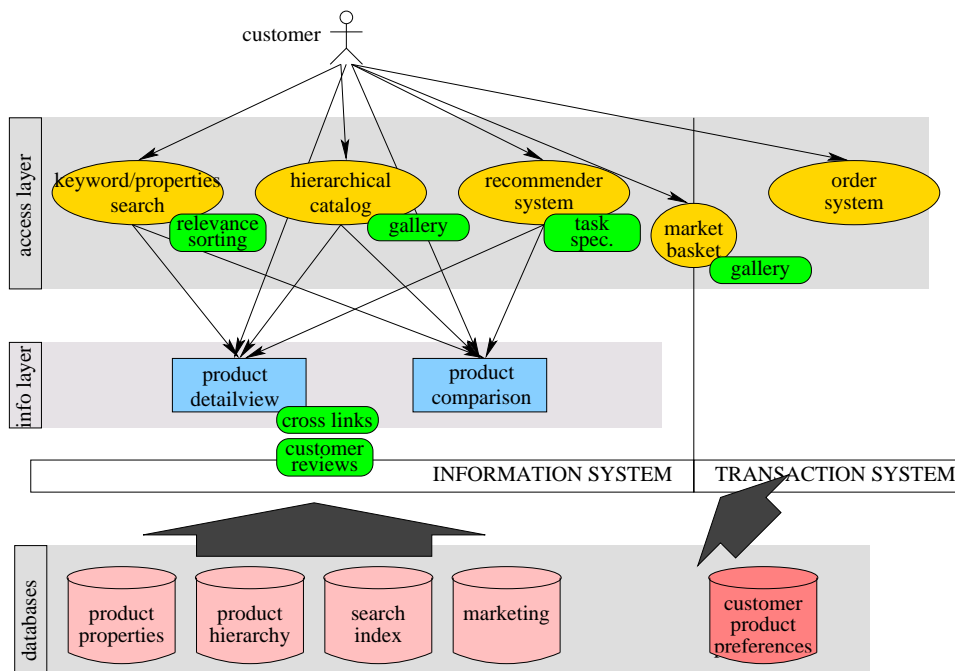 customer
access layer
keyword/properties
search
relevance
sorting
hierarchical
catalog
gallery
recommender
system
task
spec.
market
basket
gallery
order
system
info layer
product
detailview
cross links
customer
reviews
product
comparison
INFORMATION SYSTEM
TRANSACTION SYSTEM
databases
product
properties
product
hierarchy
search
index
marketing
customer
product
preferences